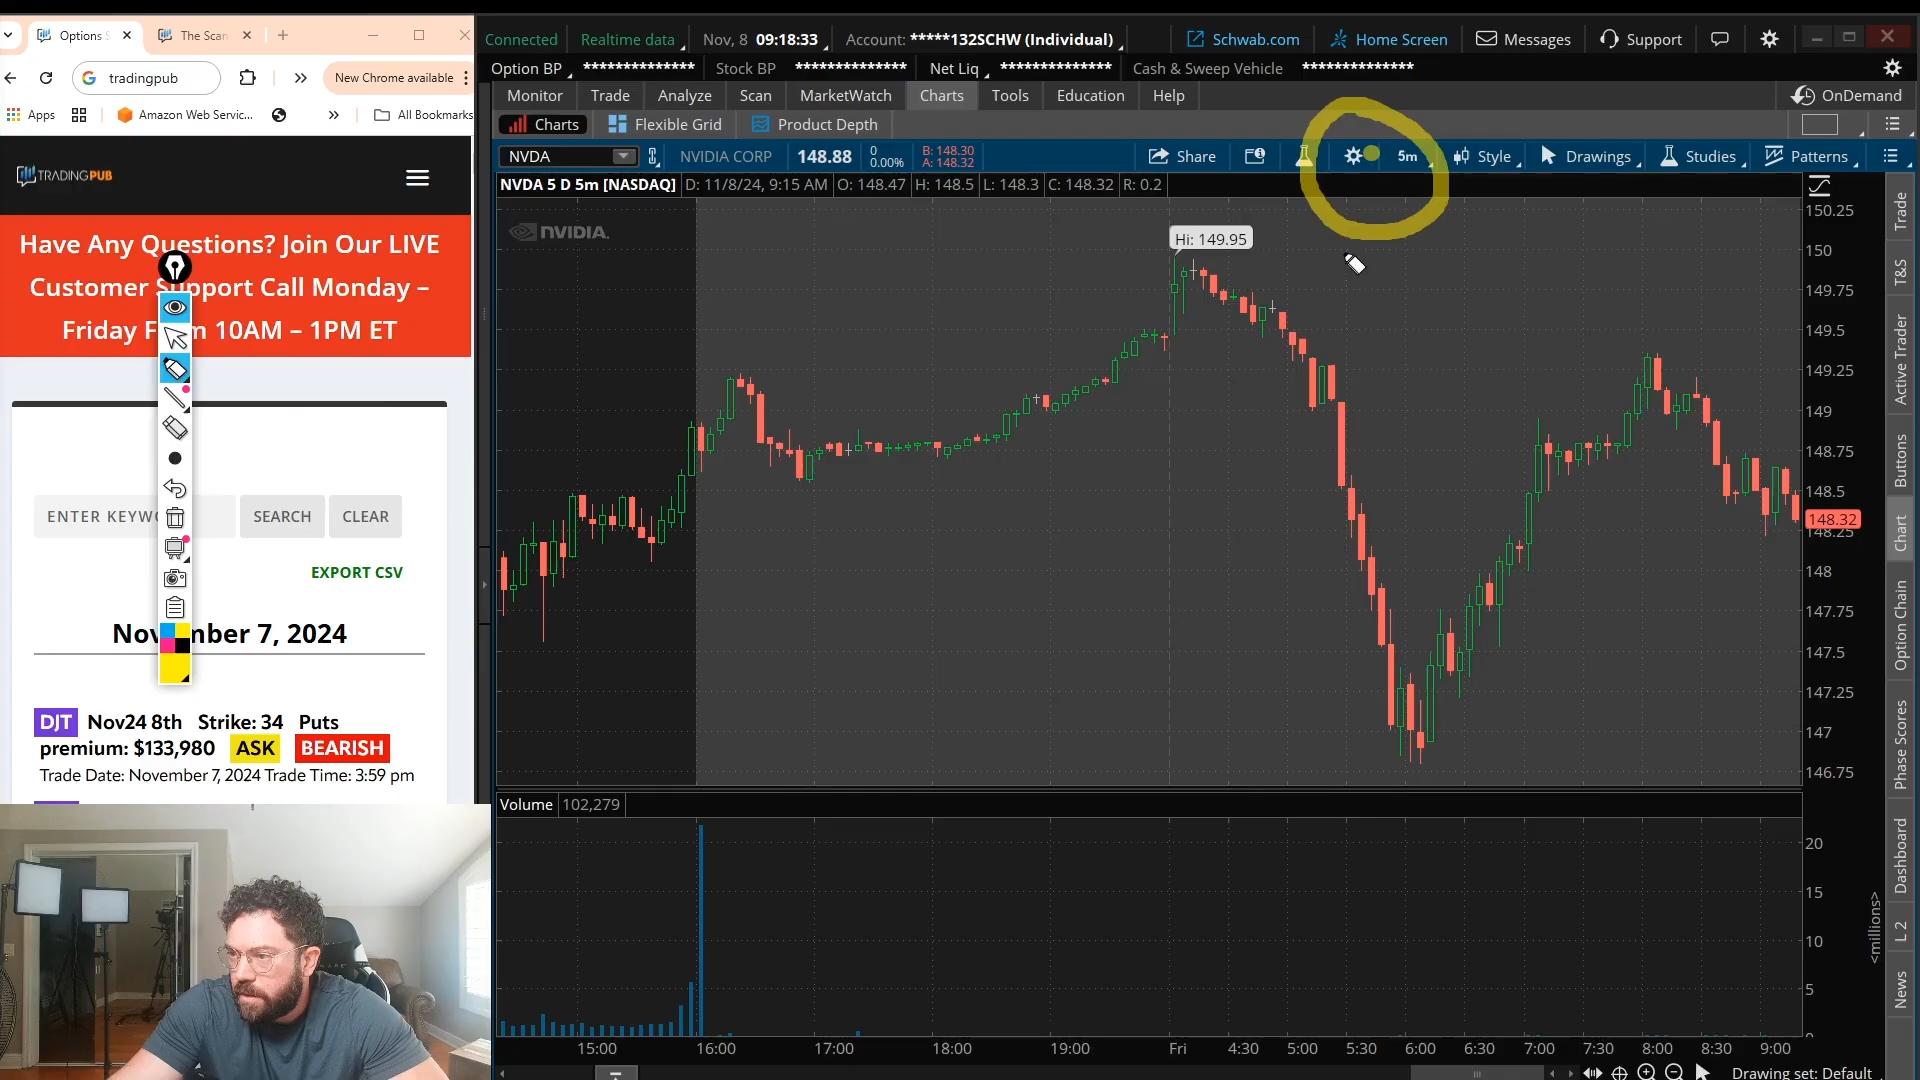 Options S
The Scan
tradingpub
New Chrome available
Apps
Amazon Web Servic...
All Bookmarks
TRADINGPUB
Have Any Questions? Join Our LIVE
Customer Support Call Monday –
Friday F m 10AM – 1PM ET
ENTER KEYWO
SEARCH
CLEAR
EXPORT CSV
Nov mber 7, 2024
DJT Nov24 8th Strike: 34 Puts
premium: $133,980 ASK BEARISH
Trade Date: November 7, 2024 Trade Time: 3:59 pm
Connected Realtime data Nov, 8 09:18:33 Account: *****132SCHW (Individual) Schwab.com Home Screen Messages Support
Option BP ************** Stock BP ************** Net Liq ************** Cash & Sweep Vehicle **************
Monitor Trade Analyze Scan MarketWatch Charts Tools Education Help OnDemand
Charts Flexible Grid Product Depth
NVDA NVIDIA CORP 148.88 0 0.00% B: 148.30 A: 148.32 Share 5m Style Drawings Studies Patterns
NVDA 5 D 5m [NASDAQ] D: 11/8/24, 9:15 AM O: 148.47 H: 148.5 L: 148.3 C: 148.32 R: 0.2
NVIDIA.
Hi: 149.95
150.25
150
149.75
149.5
149.25
149
148.75
148.5
148.32
148.25
148
147.75
147.5
147.25
147
146.75
Volume 102,279
20
15
10
5
0
<millions>
15:00 16:00 17:00 18:00 19:00 Fri 4:30 5:00 5:30 6:00 6:30 7:00 7:30 8:00 8:30 9:00
Drawing set: Default
Trade
T&S
Active Trader
Buttons
Chart
Option Chain
Phase Scores
Dashboard
L 2
News